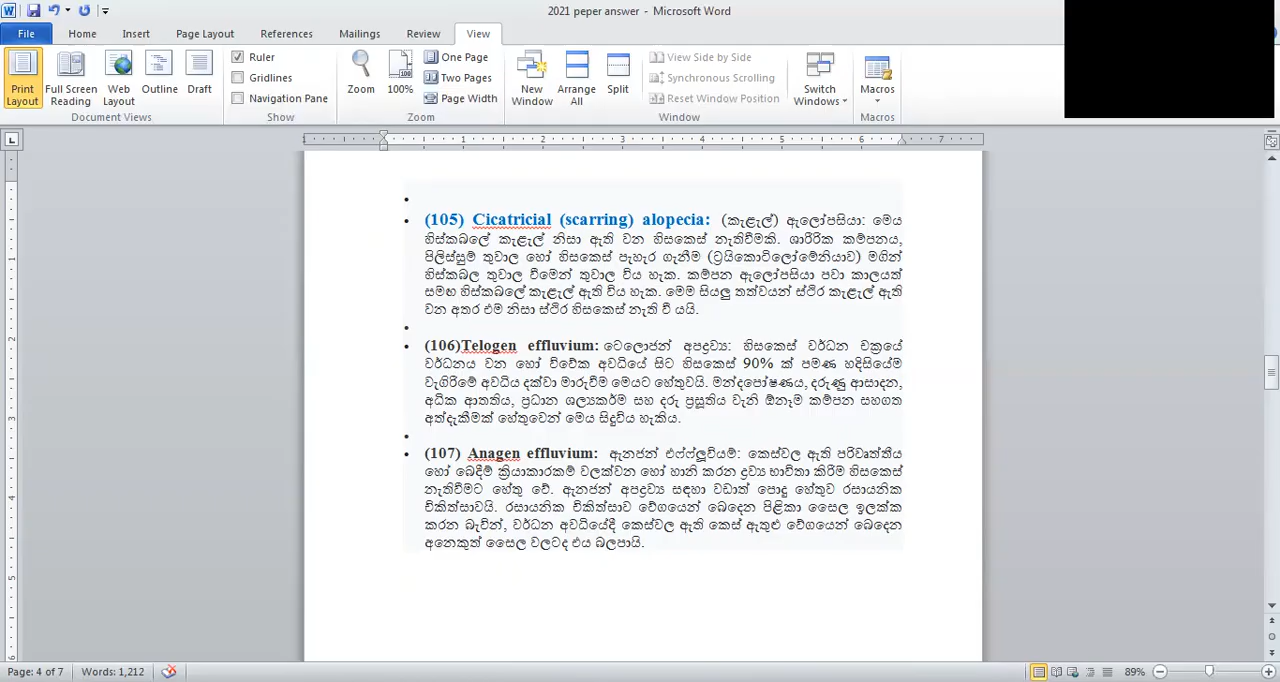 2021 peper answer - Microsoft Word
File Home Insert Page Layout References Mailings Review View
Print Layout
Full Screen Reading
Web Layout
Outline
Draft
Document Views
Ruler
Gridlines
Navigation Pane
Show
Zoom
100%
One Page
Two Pages
Page Width
Zoom
New Window
Arrange All
Split
View Side by Side
Synchronous Scrolling
Reset Window Position
Window
Switch Windows
Macros
Macros
1 2 3 4 5 6 7
(105) Cicatricial (scarring) alopecia: (කැළැල්) ඇලෝපසියා: මෙය
හිස්කබලේ කැළැල් නිසා ඇති වන හිසකෙස් නැතිවීමකි. ශාරීරික කම්පනය,
පිලිස්සුම් තුවාල හෝ හිසකෙස් පැහැර ගැනීම (ට්‍රයිකොටිලෝමේනියාව) මගින්
හිස්කබල තුවාල වීමෙන් තුවාල විය හැක. කම්පන ඇලෝපසියා පවා කාලයත්
සමඟ හිස්කබලේ කැළැල් ඇති විය හැක. මෙම සියලු තත්වයන් ස්ථිර කැළැල් ඇති
වන අතර එම නිසා ස්ථිර හිසකෙස් නැති වී යයි.
(106)Telogen effluvium: ටෙලොජන් අපද්‍රව්‍ය: හිසකෙස් වර්ධන චක්‍රයේ
වර්ධනය වන හෝ විවේක අවධියේ සිට හිසකෙස් 90% ක් පමණ හදිසියේම
වැගිරීමේ අවධිය දක්වා මාරුවීම මෙයට හේතුවයි. මන්දපෝෂණය, දරුණු ආසාදන,
අධික ආතතිය, ප්‍රධාන ශල්‍යකර්ම සහ දරු ප්‍රසූතිය වැනි ඕනෑම කම්පන සහගත
අත්දැකීමක් හේතුවෙන් මෙය සිදුවිය හැකිය.
(107) Anagen effluvium: ඇනජන් එෆ්ෆ්ලූවියම්: කෙස්වල ඇති පරිවෘත්තීය
හෝ බෙදීම් ක්‍රියාකාරකම් වලක්වන හෝ හානි කරන ද්‍රව්‍ය භාවිතා කිරීම හිසකෙස්
නැතිවීමට හේතු වේ. ඇනජන් අපද්‍රව්‍ය සඳහා වඩාත් පොදු හේතුව රසායනික
චිකිත්සාවයි. රසායනික චිකිත්සාව වේගයෙන් බෙදෙන පිළිකා සෛල ඉලක්ක
කරන බැවින්, වර්ධන අවධියේදී කෙස්වල ඇති කෙස් ඇතුළු වේගයෙන් බෙදෙන
අනෙකුත් සෛල වලටද එය බලපායි.
Page: 4 of 7 Words: 1,212 89%